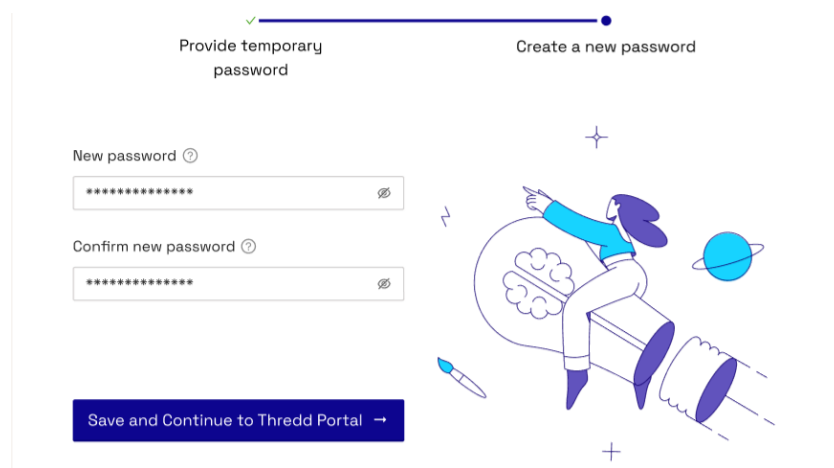 Provide temporary
password
Create a new password
New password ?
**************
Confirm new password ?
**************
Save and Continue to Thredd Portal →